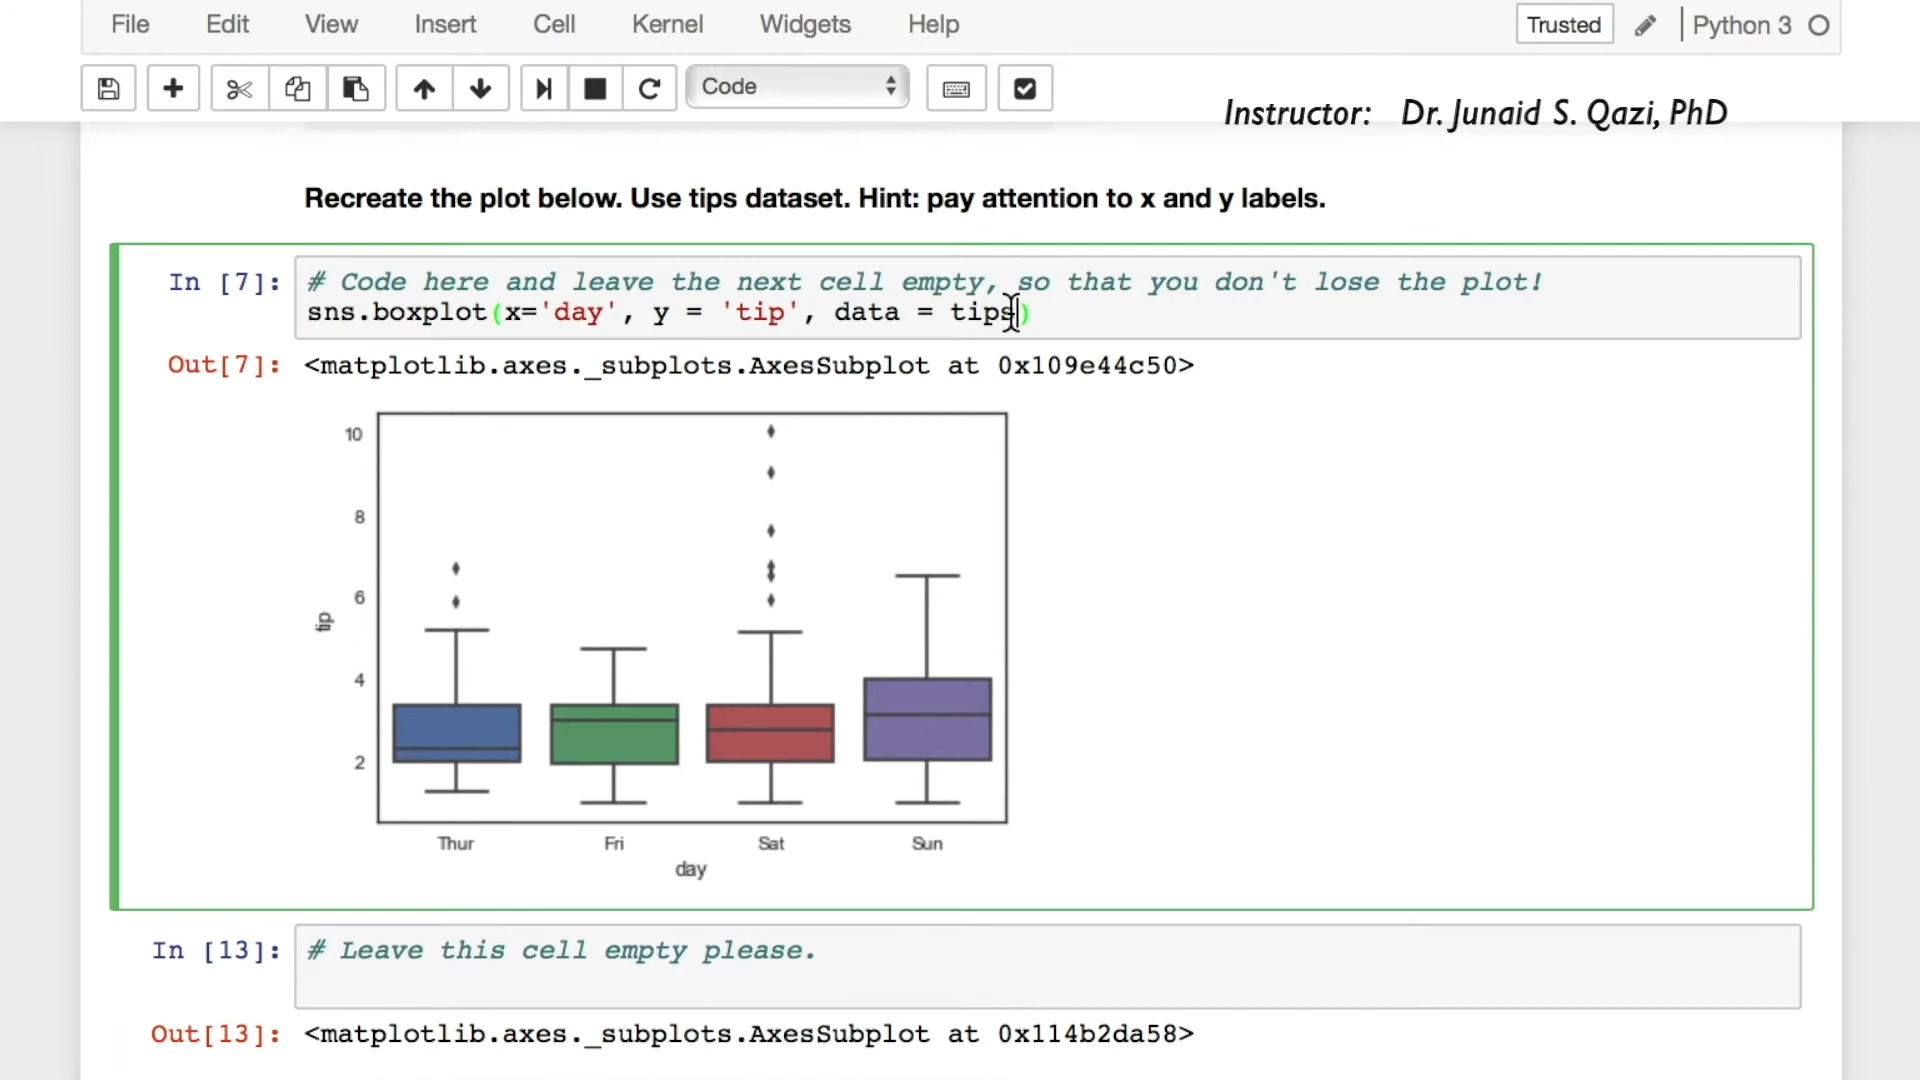 File Edit View Insert Cell Kernel Widgets Help Trusted Python 3
Code
Instructor: Dr. Junaid S. Qazi, PhD
Recreate the plot below. Use tips dataset. Hint: pay attention to x and y labels.
In [7]: # Code here and leave the next cell empty, so that you don't lose the plot!
sns.boxplot(x='day', y = 'tip', data = tips)
Out[7]: <matplotlib.axes._subplots.AxesSubplot at 0x109e44c50>
10
8
6
tip
4
2
Thur Fri Sat Sun
day
In [13]: # Leave this cell empty please.
Out[13]: <matplotlib.axes._subplots.AxesSubplot at 0x114b2da58>